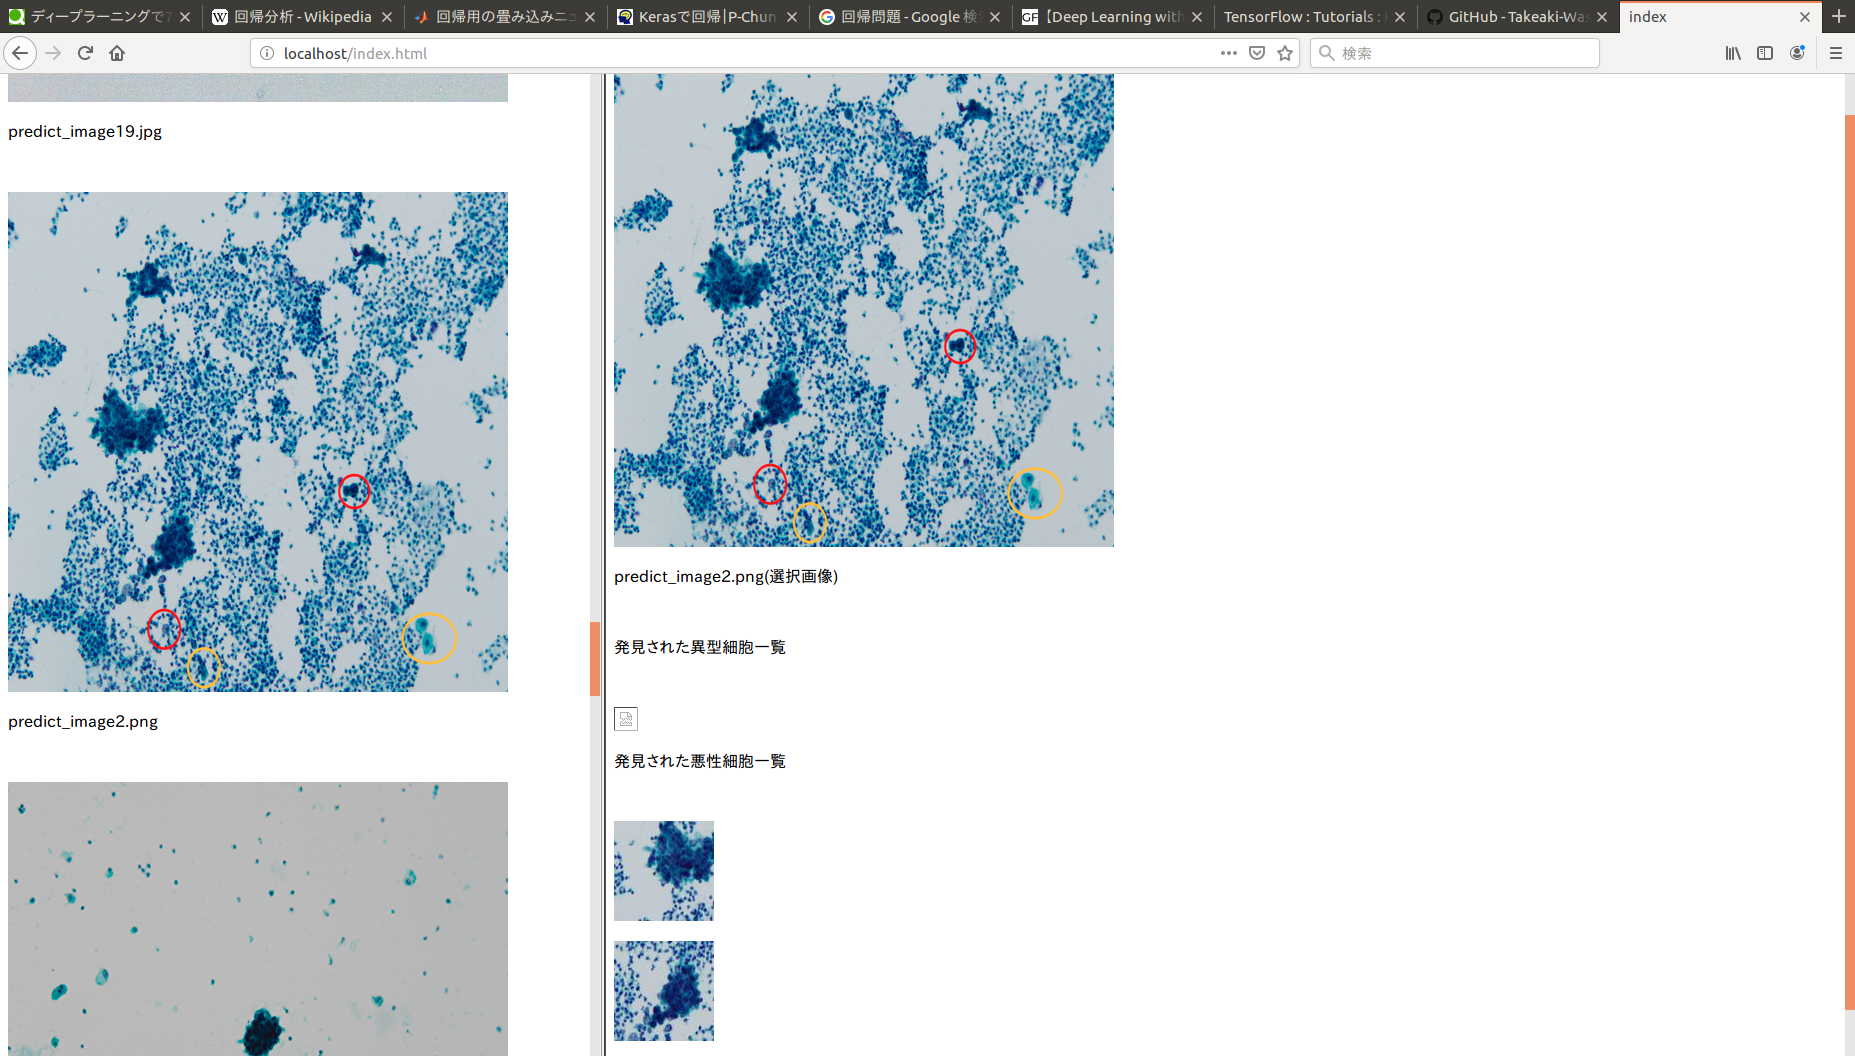 ディープラーニングで
回帰分析 - Wikipedia
回帰用の畳み込みニュ
Kerasで回帰|P-Chun
回帰問題 - Google 検
【Deep Learning with
TensorFlow : Tutorials :
GitHub - Takeaki-Was
index
localhost/index.html
検索
predict_image19.jpg
predict_image2.png
predict_image2.png(選択画像)
発見された異型細胞一覧
発見された悪性細胞一覧